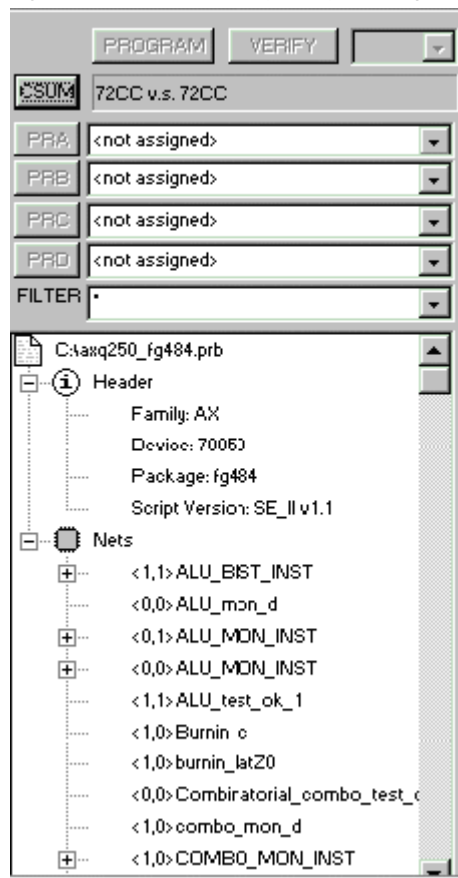 PROGRAM VERIFY
CSUM 72CC v.s. 72CC
PRA <not assigned>
PRB <not assigned>
PRC <not assigned>
PRD <not assigned>
FILTER *
C:\axq250_fg484.prb
Header
Family: AX
Device:
Package: fg484
Script Version: SE_II v1.1
Nets
<1,1>ALU_BIST_INST
<0,0>ALU_mon_d
<0,1>ALU_MON_INST
<0,0>ALU_MON_INST
<1,1>ALU_test_ok_1
<1,0>Burnin_c
<1,0>burnin_latZ0
<0,0>Combinatorial_combo_test_
<1,0>combo_mon_d
<1,0>COMBO_MON_INST